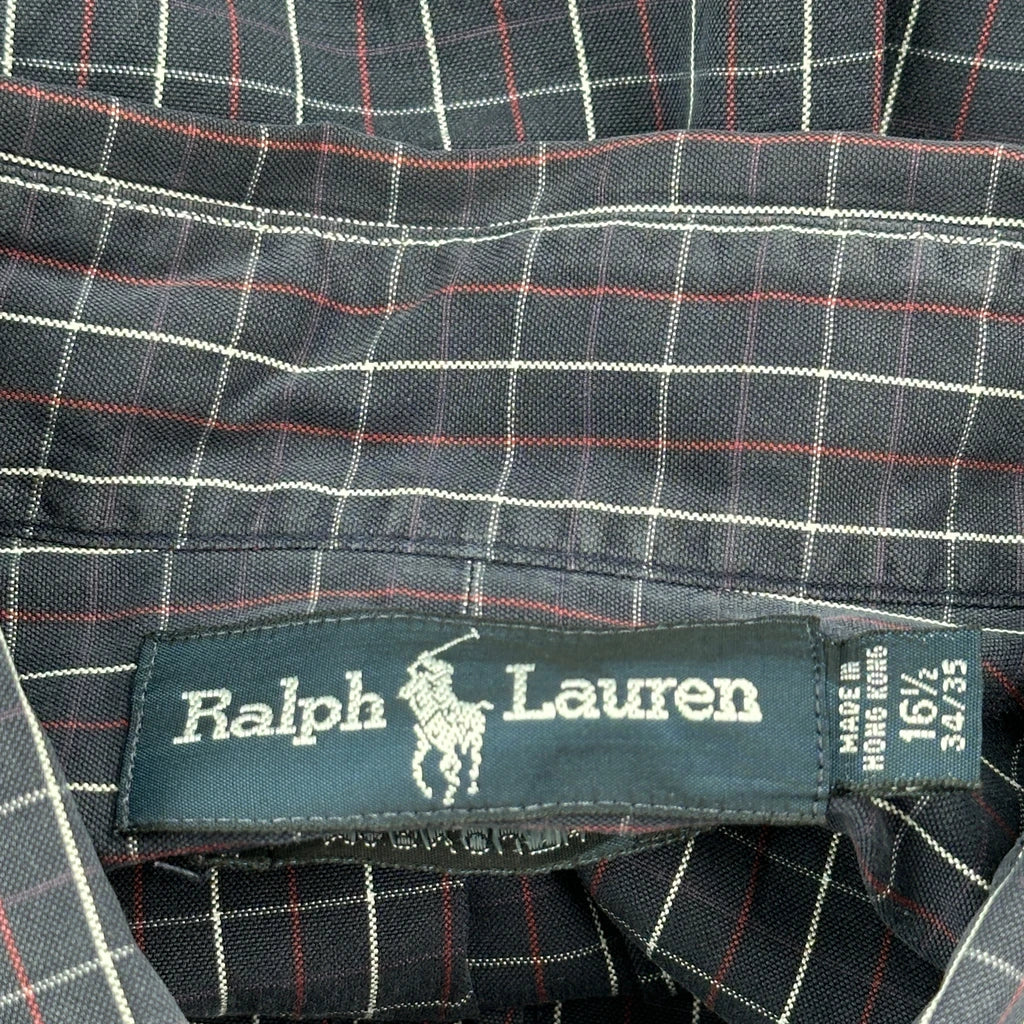 Ralph Lauren
MADE IN
HONG KONG
16½
34/35